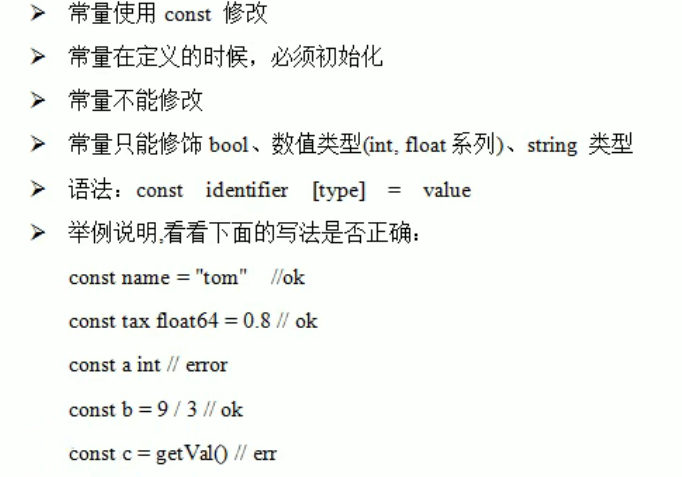 ➢ 常量使用 const 修改
➢ 常量在定义的时候，必须初始化
➢ 常量不能修改
➢ 常量只能修饰 bool、数值类型(int, float 系列)、string 类型
➢ 语法：const identifier [type] = value
➢ 举例说明,看看下面的写法是否正确：
const name = "tom" //ok
const tax float64 = 0.8 // ok
const a int // error
const b = 9 / 3 // ok
const c = getVal() // err